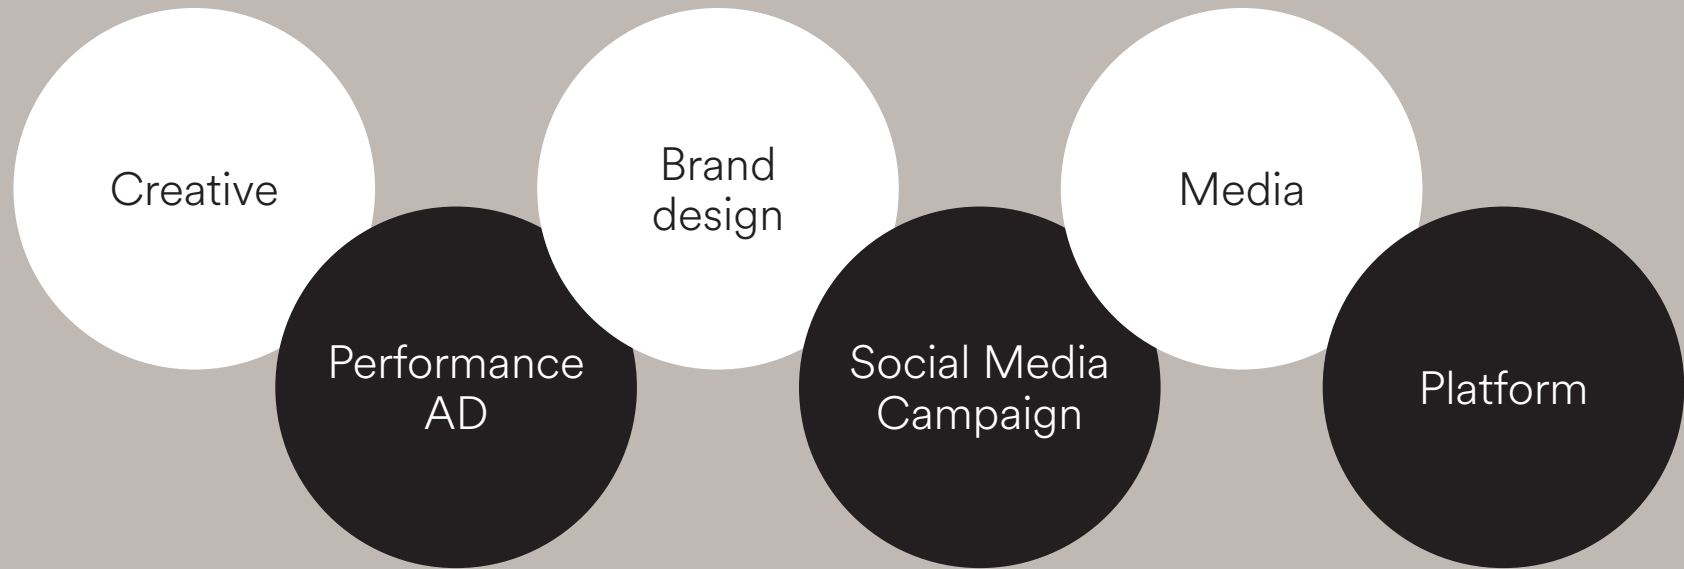 Creative
Performance
AD
Brand
design
Social Media
Campaign
Media
Platform